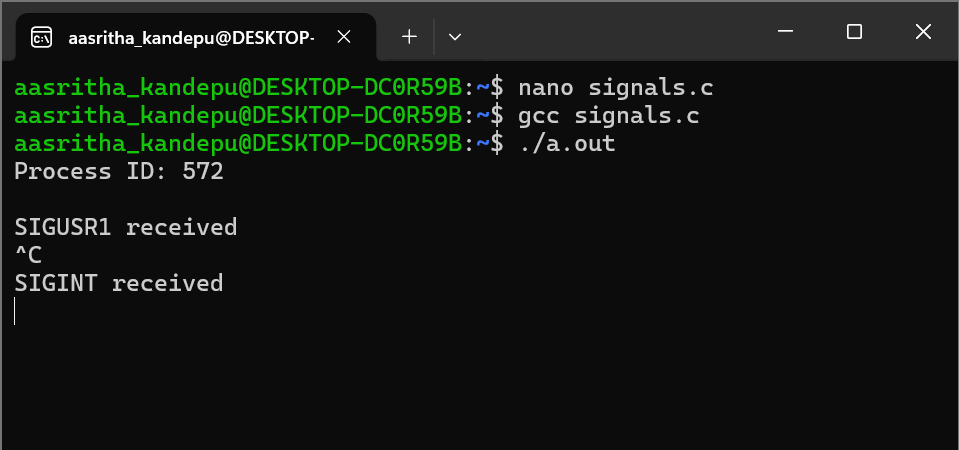 aasritha_kandepu@DESKTOP-
aasritha_kandepu@DESKTOP-DC0R59B:~$ nano signals.c
aasritha_kandepu@DESKTOP-DC0R59B:~$ gcc signals.c
aasritha_kandepu@DESKTOP-DC0R59B:~$ ./a.out
Process ID: 572
SIGUSR1 received
^C
SIGINT received